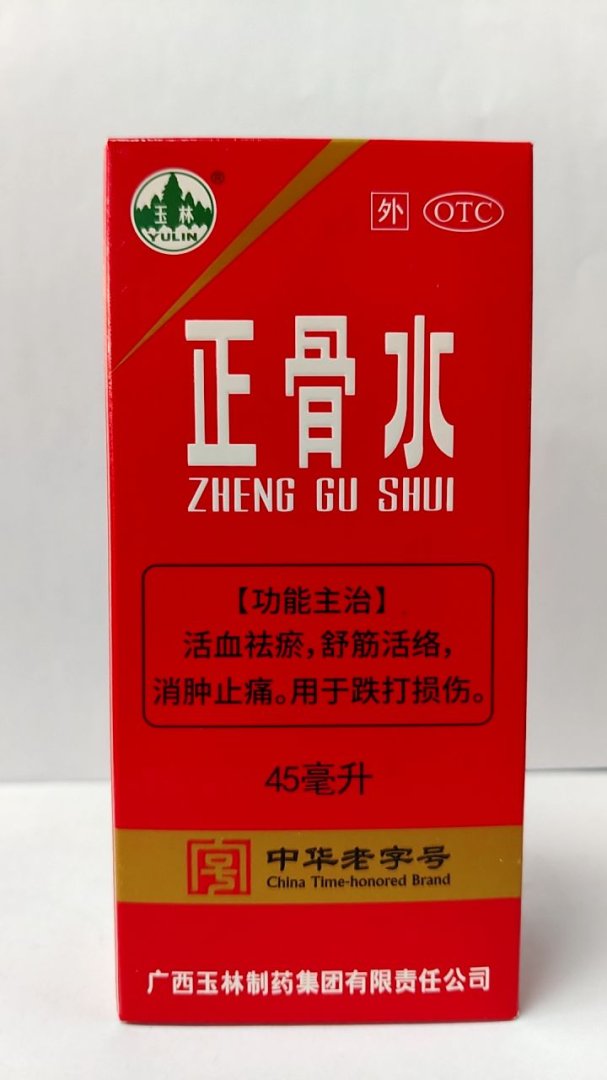 玉林
YULIN
®
外
OTC
正骨水
ZHENG GU SHUI
【功能主治】
活血祛瘀，舒筋活络，
消肿止痛。用于跌打损伤。
45毫升
中华老字号
China Time-honored Brand
广西玉林制药集团有限责任公司